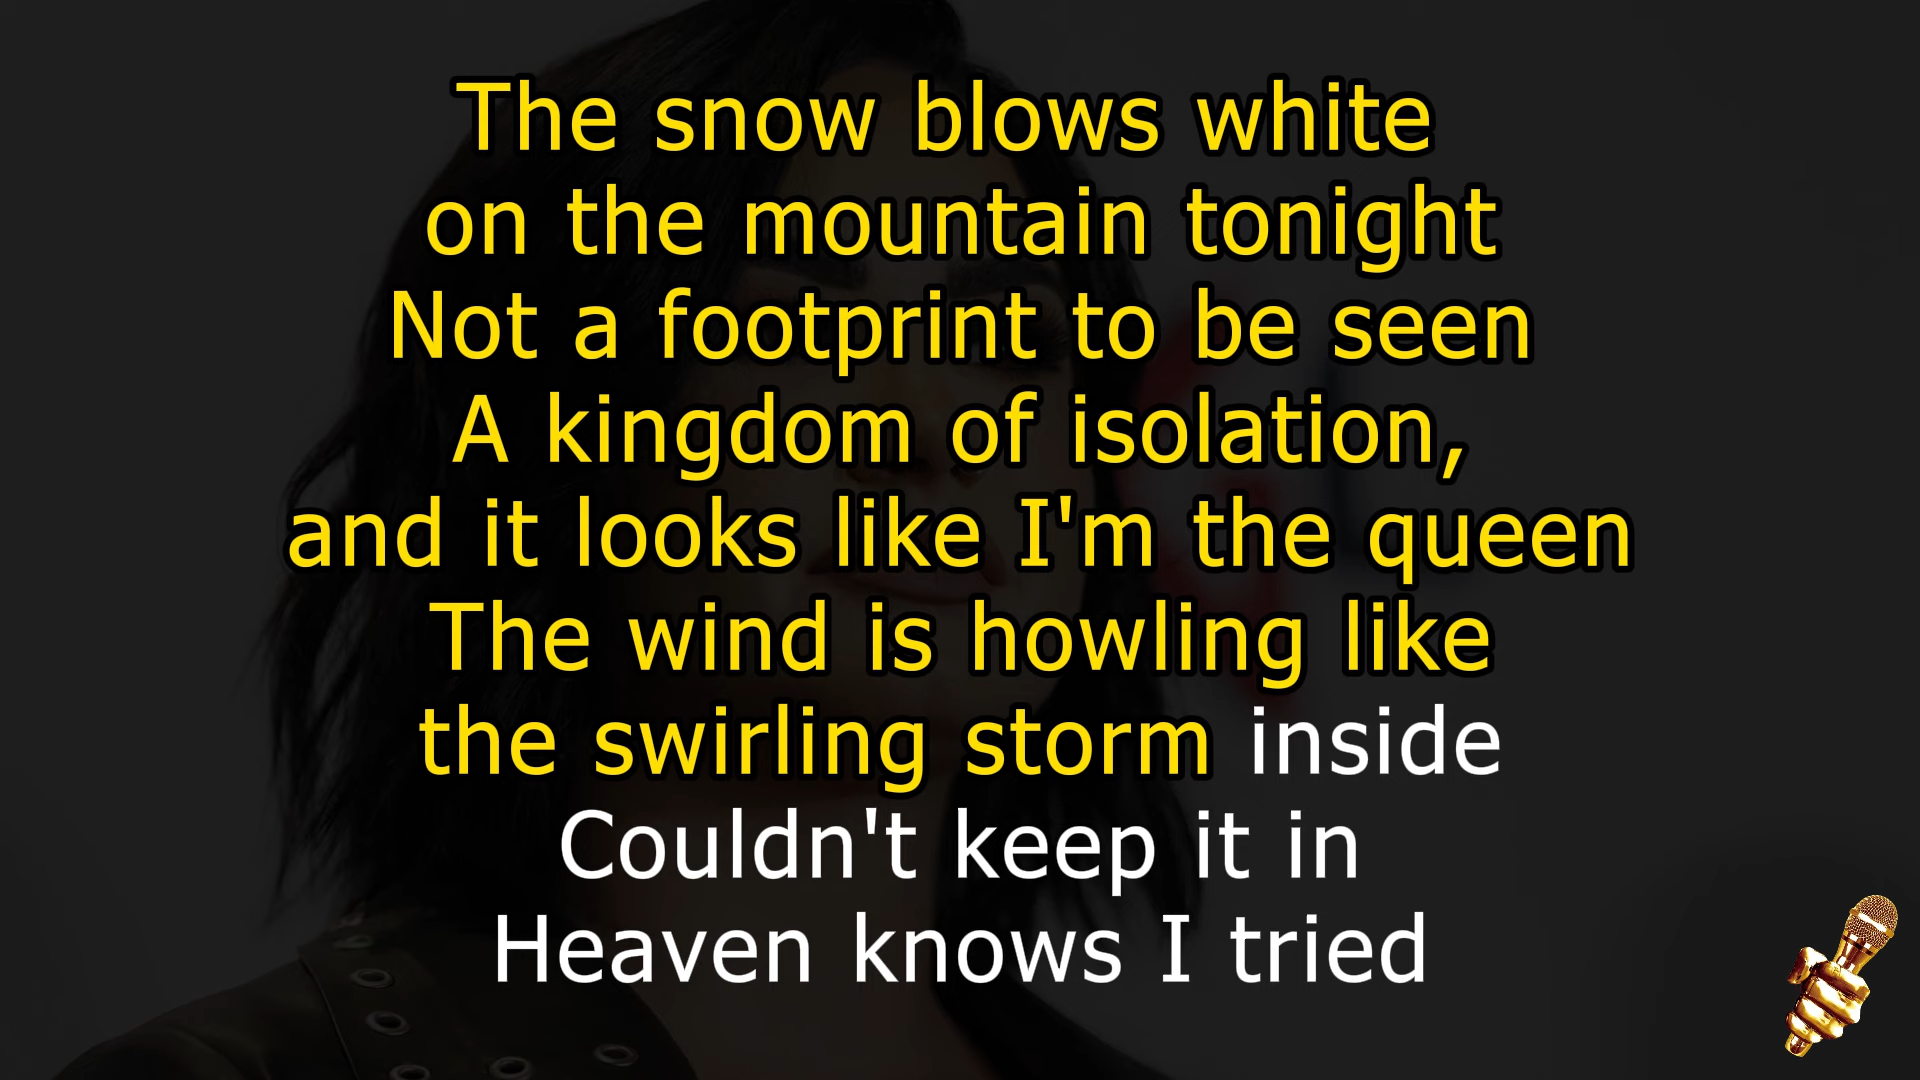 The snow blows white
on the mountain tonight
Not a footprint to be seen
A kingdom of isolation,
and it looks like I'm the queen
The wind is howling like
the swirling storm inside
Couldn't keep it in
Heaven knows I tried